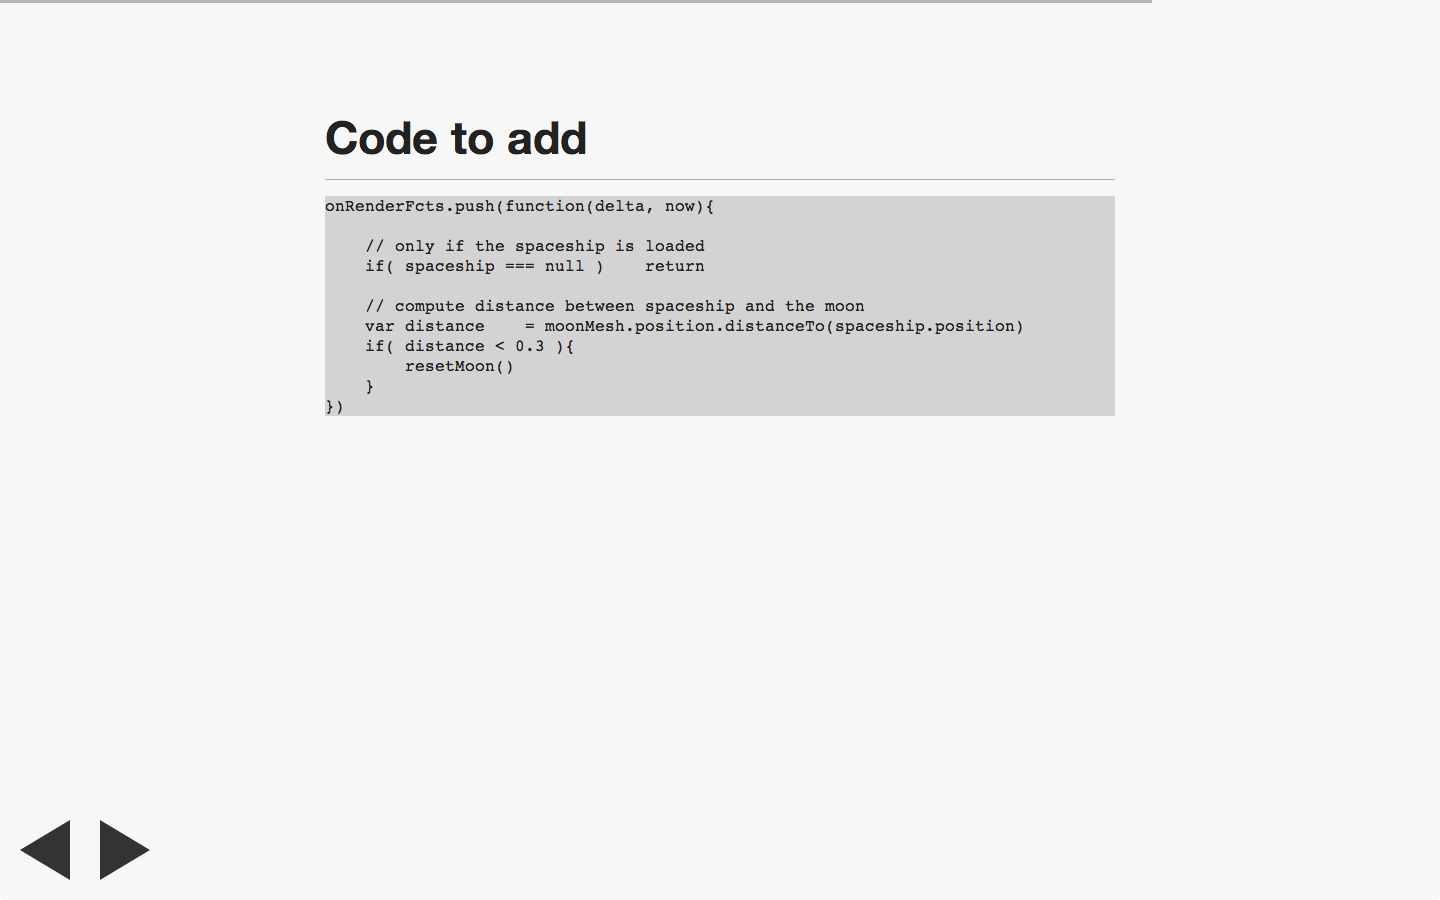 Code to add
onRenderFcts.push(function(delta, now){
    // only if the spaceship is loaded
    if( spaceship === null )    return
    // compute distance between spaceship and the moon
    var distance    = moonMesh.position.distanceTo(spaceship.position)
    if( distance < 0.3 ){
        resetMoon()
    }
})